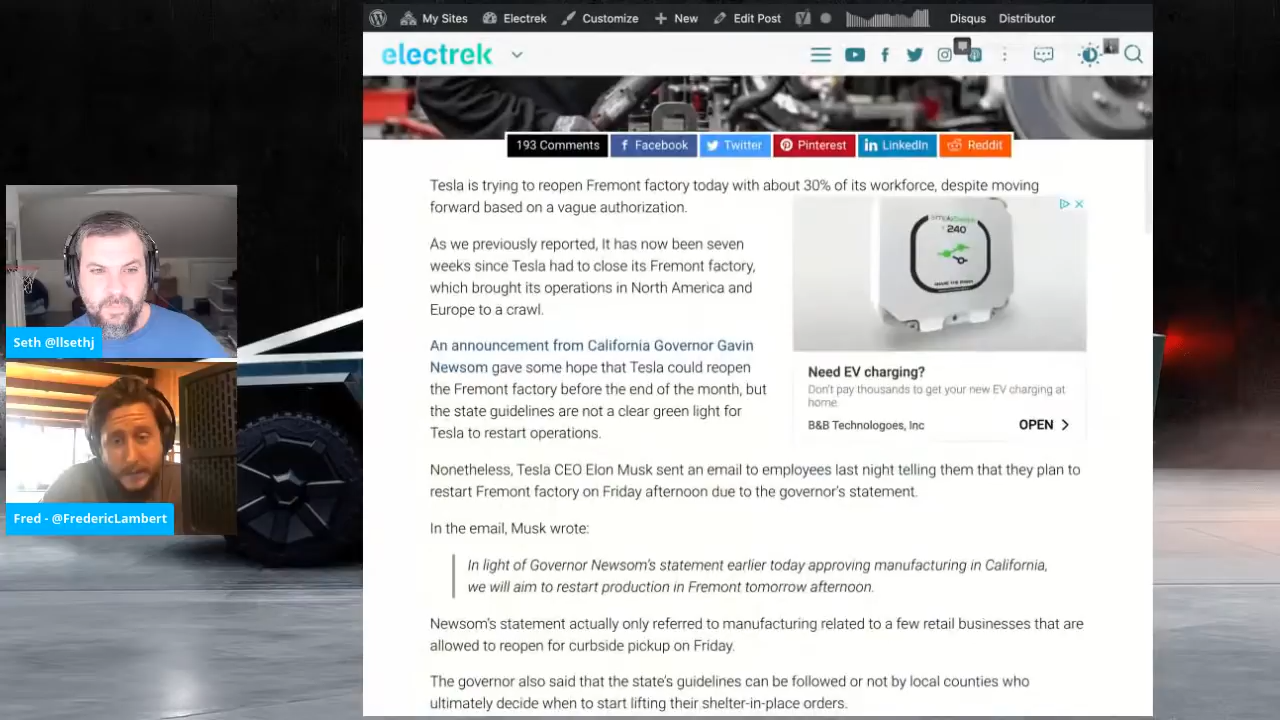 My Sites
Electrek
Customize
New
Edit Post
Disqus
Distributor
electrek
193 Comments
Facebook
Twitter
Pinterest
LinkedIn
Reddit
Tesla is trying to reopen Fremont factory today with about 30% of its workforce, despite moving
forward based on a vague authorization.
As we previously reported, It has now been seven
weeks since Tesla had to close its Fremont factory,
which brought its operations in North America and
Europe to a crawl.
An announcement from California Governor Gavin
Newsom gave some hope that Tesla could reopen
the Fremont factory before the end of the month, but
the state guidelines are not a clear green light for
Tesla to restart operations.
240
Need EV charging?
Don't pay thousands to get your new EV charging at
home.
B&B Technologoes, Inc
OPEN
Nonetheless, Tesla CEO Elon Musk sent an email to employees last night telling them that they plan to
restart Fremont factory on Friday afternoon due to the governor's statement.
In the email, Musk wrote:
In light of Governor Newsom's statement earlier today approving manufacturing in California,
we will aim to restart production in Fremont tomorrow afternoon.
Newsom's statement actually only referred to manufacturing related to a few retail businesses that are
allowed to reopen for curbside pickup on Friday.
The governor also said that the state's guidelines can be followed or not by local counties who
ultimately decide when to start lifting their shelter-in-place orders.
Seth @llsethj
Fred - @FredericLambert